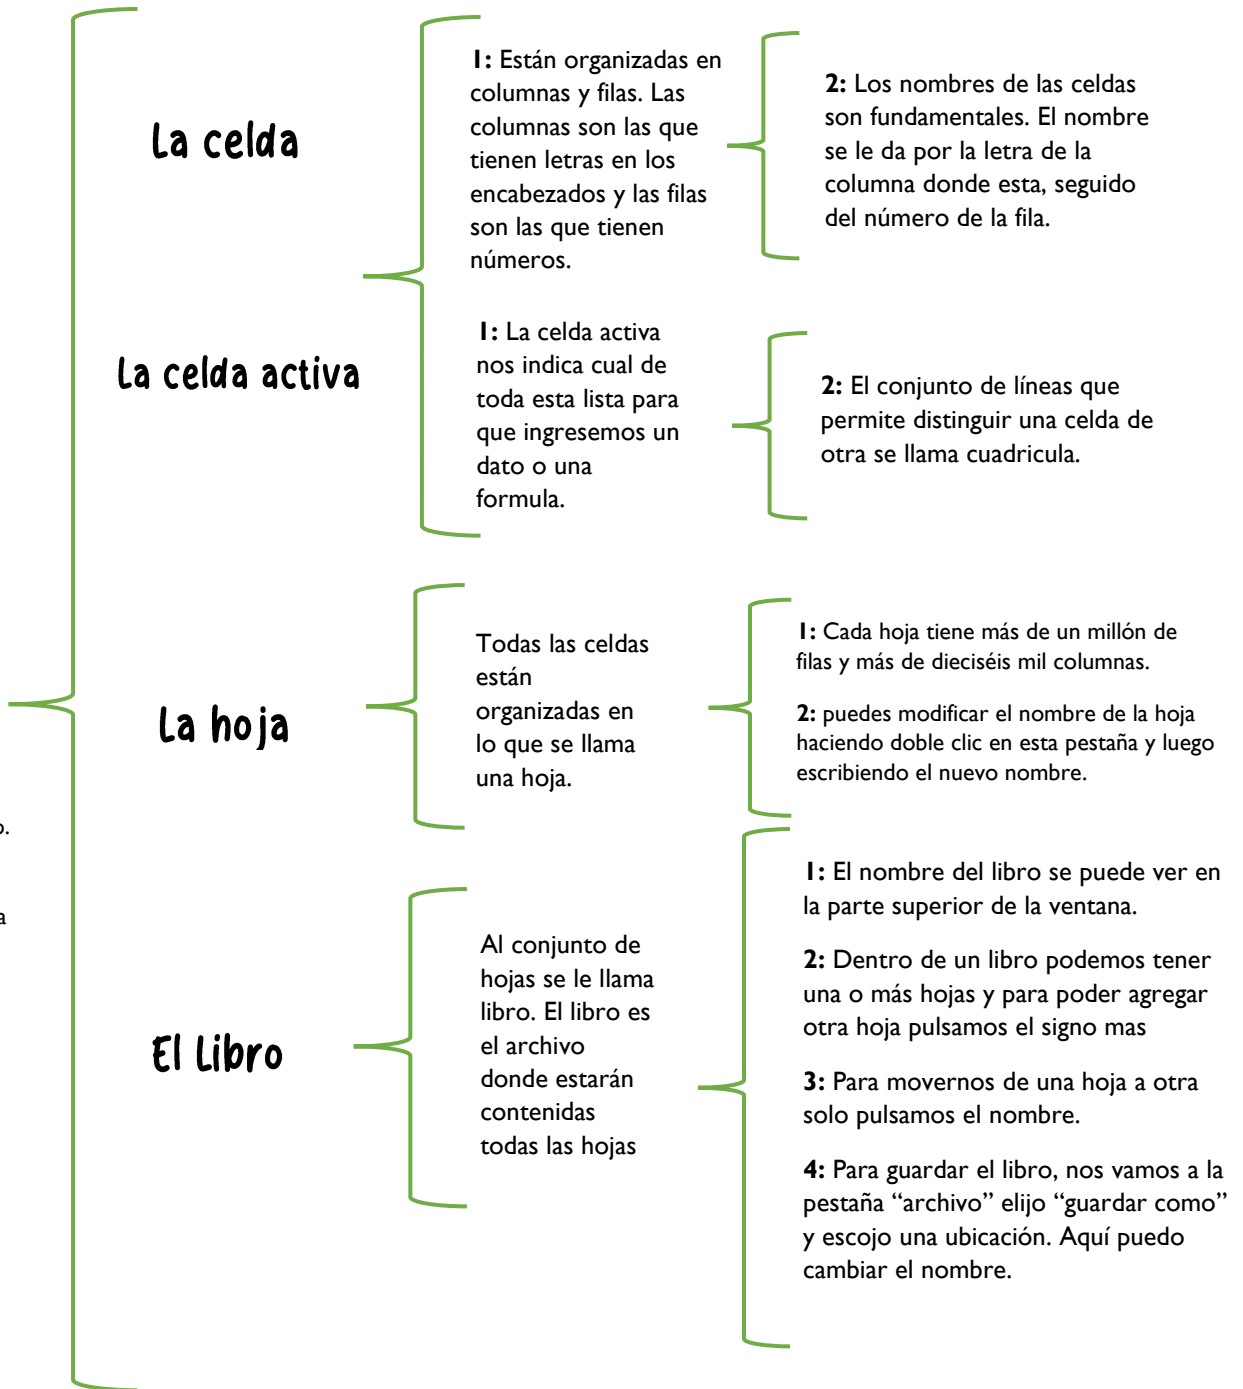 La celda
1: Están organizadas en
columnas y filas. Las
columnas son las que
tienen letras en los
encabezados y las filas
son las que tienen
números.
2: Los nombres de las celdas
son fundamentales. El nombre
se le da por la letra de la
columna donde esta, seguido
del número de la fila.
La celda activa
1: La celda activa
nos indica cual de
toda esta lista para
que ingresemos un
dato o una
formula.
2: El conjunto de líneas que
permite distinguir una celda de
otra se llama cuadricula.
La hoja
Todas las celdas
están
organizadas en
lo que se llama
una hoja.
1: Cada hoja tiene más de un millón de
filas y más de dieciséis mil columnas.
2: puedes modificar el nombre de la hoja
haciendo doble clic en esta pestaña y luego
escribiendo el nuevo nombre.
El Libro
Al conjunto de
hojas se le llama
libro. El libro es
el archivo
donde estarán
contenidas
todas las hojas
1: El nombre del libro se puede ver en
la parte superior de la ventana.
2: Dentro de un libro podemos tener
una o más hojas y para poder agregar
otra hoja pulsamos el signo mas
3: Para movernos de una hoja a otra
solo pulsamos el nombre.
4: Para guardar el libro, nos vamos a la
pestaña “archivo” elijo “guardar como”
y escojo una ubicación. Aquí puedo
cambiar el nombre.